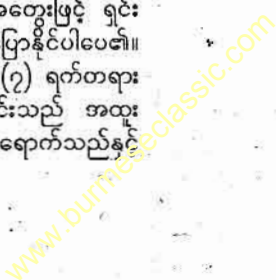 အတွေးဖြင့် ရှင်း
ပြောနိုင်ပါပေ၏။
(၇) ရက်တရား
င်းသည် အထူး
ရောက်သည်နှင့်
www.burmeseclassic.com